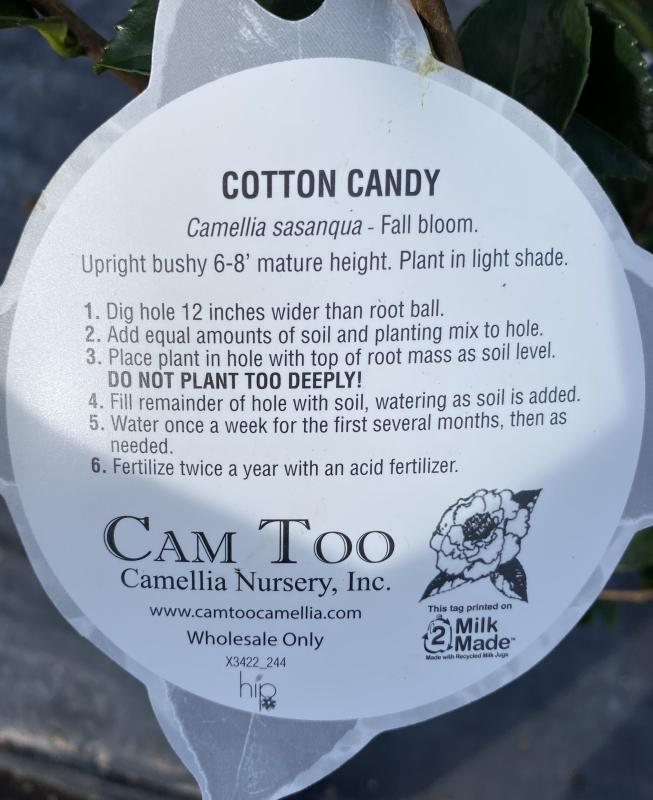 COTTON CANDY
Camellia sasanqua - Fall bloom.
Upright bushy 6-8' mature height. Plant in light shade.
1. Dig hole 12 inches wider than root ball.
2. Add equal amounts of soil and planting mix to hole.
3. Place plant in hole with top of root mass as soil level.
DO NOT PLANT TOO DEEPLY!
4. Fill remainder of hole with soil, watering as soil is added.
5. Water once a week for the first several months, then as
needed.
6. Fertilize twice a year with an acid fertilizer.
CAM TOO
Camellia Nursery, Inc.
www.camtoocamellia.com
Wholesale Only
X3422_244
hip
This tag printed on
2 Milk
Made™
Made with Recycled Milk Jugs